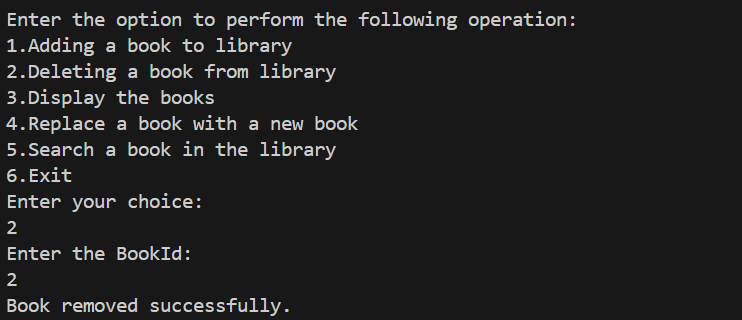 Enter the option to perform the following operation:
1.Adding a book to library
2.Deleting a book from library
3.Display the books
4.Replace a book with a new book
5.Search a book in the library
6.Exit
Enter your choice:
2
Enter the BookId:
2
Book removed successfully.